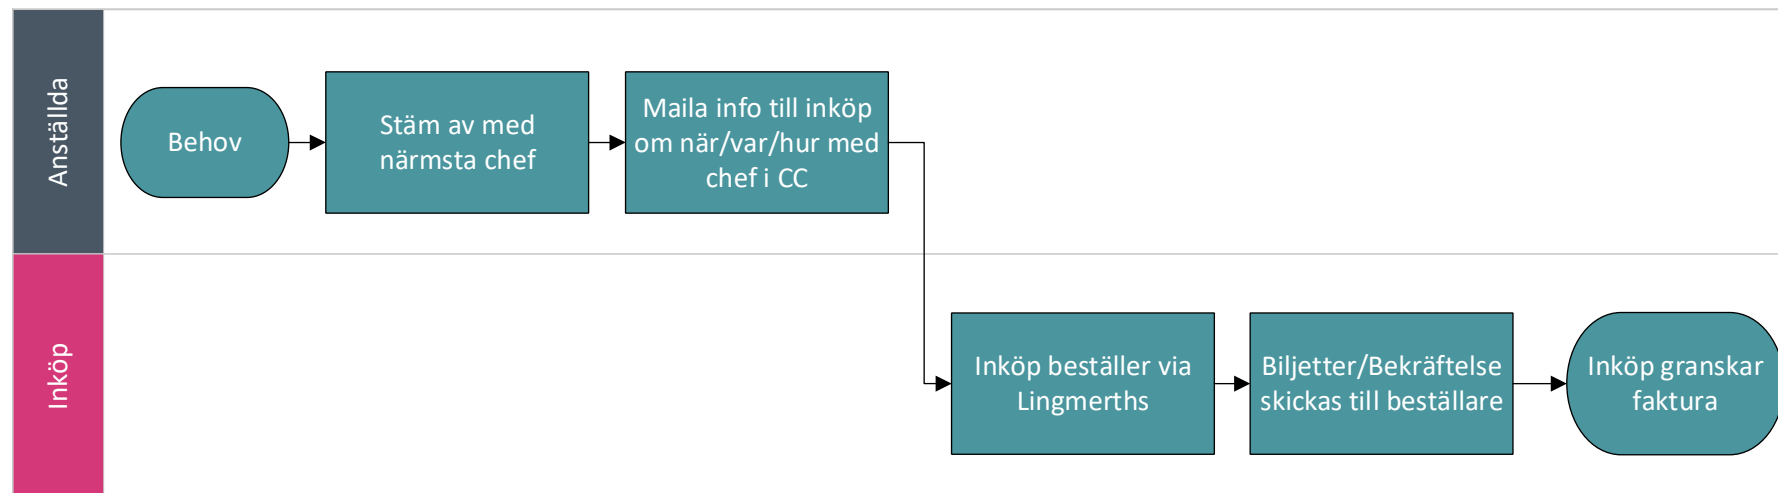 Anställda
Behov
Stäm av med
närmsta chef
Maila info till inköp
om när/var/hur med
chef i CC
Inköp
Inköp beställer via
Lingmerths
Biljetter/Bekräftelse
skickas till beställare
Inköp granskar
faktura